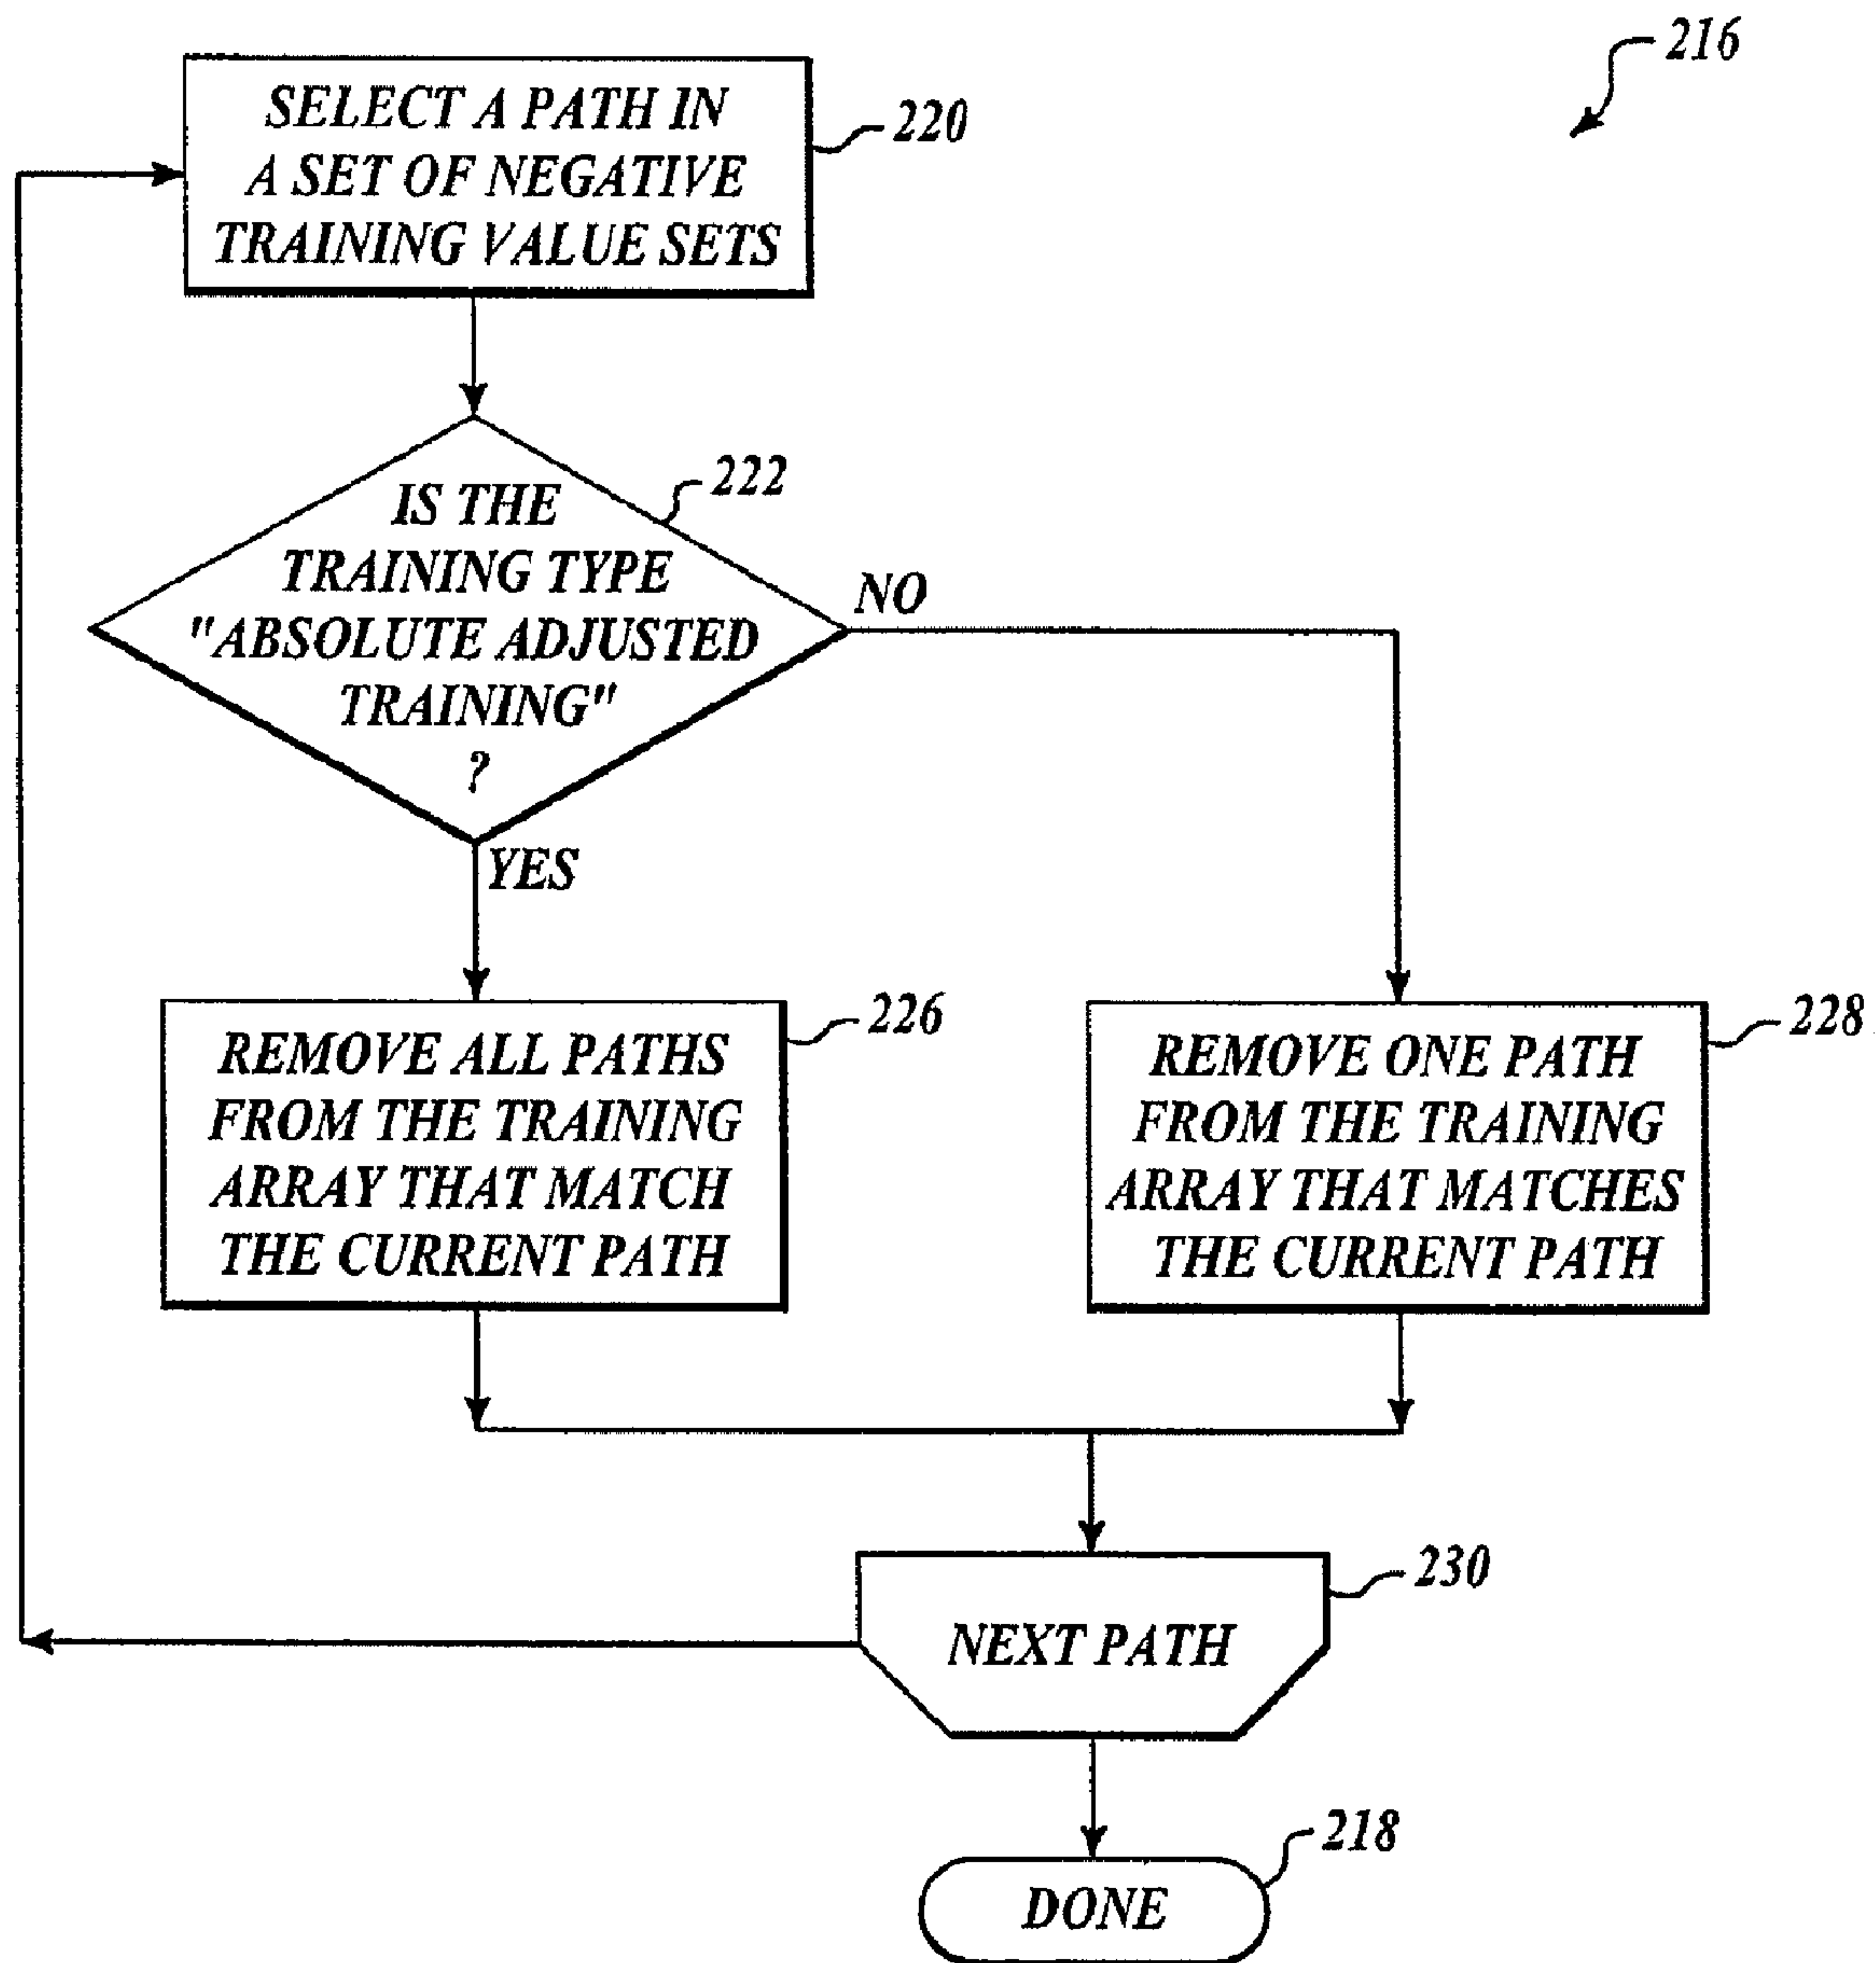 216
SELECT A PATH IN
A SET OF NEGATIVE
TRAINING VALUE SETS
220
IS THE
TRAINING TYPE
"ABSOLUTE ADJUSTED
TRAINING"
?
222
NO
YES
REMOVE ALL PATHS
FROM THE TRAINING
ARRAY THAT MATCH
THE CURRENT PATH
226
REMOVE ONE PATH
FROM THE TRAINING
ARRAY THAT MATCHES
THE CURRENT PATH
228
NEXT PATH
230
DONE
218